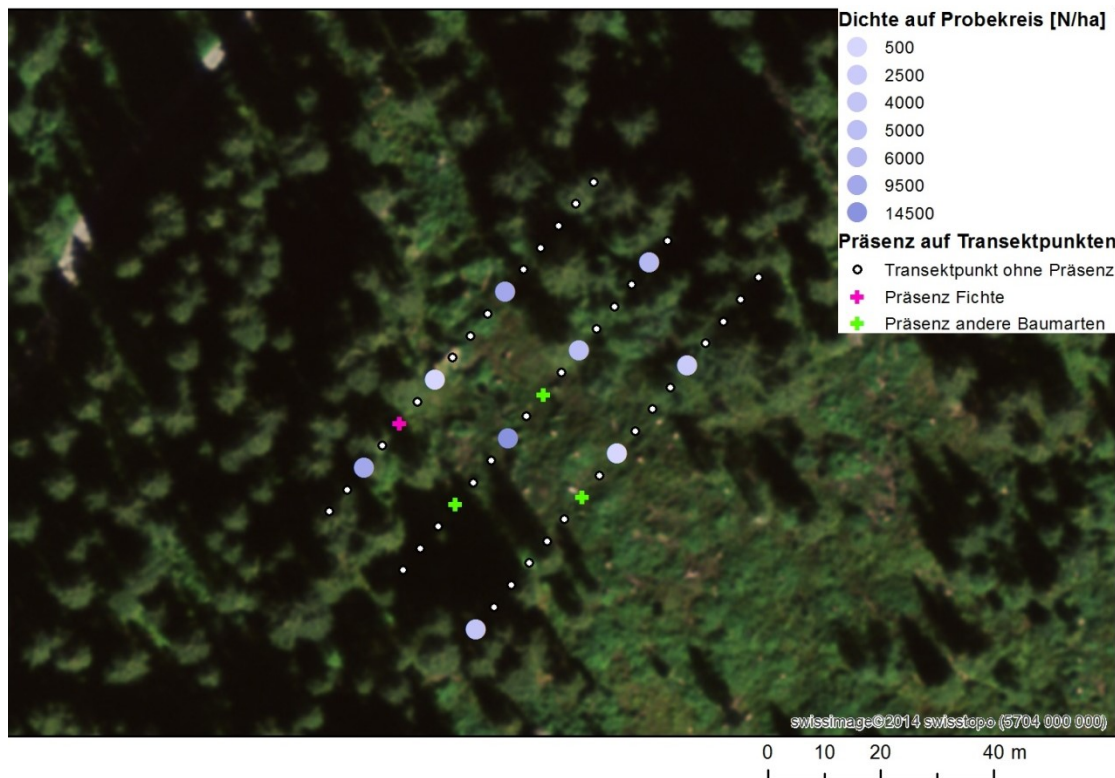 Dichte auf Probekreis [N/ha]
500
2500
4000
5000
6000
9500
14500
Präsenz auf Transektpunkten
Transektpunkt ohne Präsenz
Präsenz Fichte
Präsenz andere Baumarten
swissimage©2014 swisstopo (5704 000 000)
0 10 20 40 m